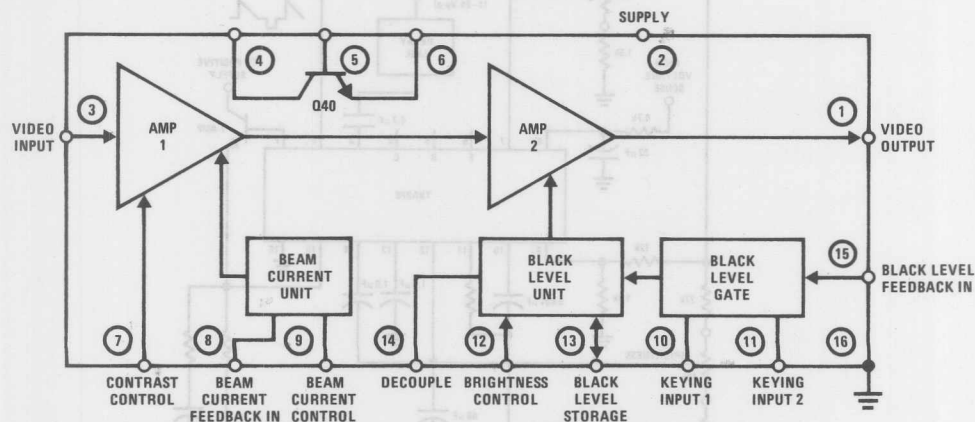 SUPPLY
4
5
6
2
Q40
3
1
VIDEO
INPUT
AMP
1
AMP
2
VIDEO
OUTPUT
BEAM
CURRENT
UNIT
BLACK
LEVEL
UNIT
BLACK
LEVEL
GATE
15
BLACK LEVEL
FEEDBACK IN
7
8
9
14
12
13
10
11
16
CONTRAST
CONTROL
BEAM
CURRENT
FEEDBACK IN
BEAM
CURRENT
CONTROL
DECOUPLE
BRIGHTNESS
CONTROL
BLACK
LEVEL
STORAGE
KEYING
INPUT 1
KEYING
INPUT 2